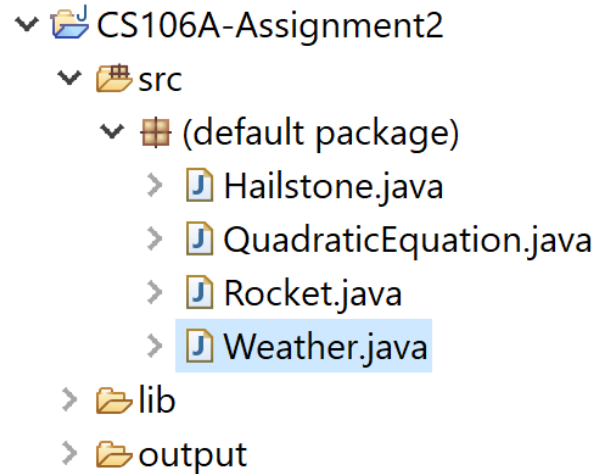 CS106A-Assignment2
src
(default package)
Hailstone.java
QuadraticEquation.java
Rocket.java
Weather.java
lib
output